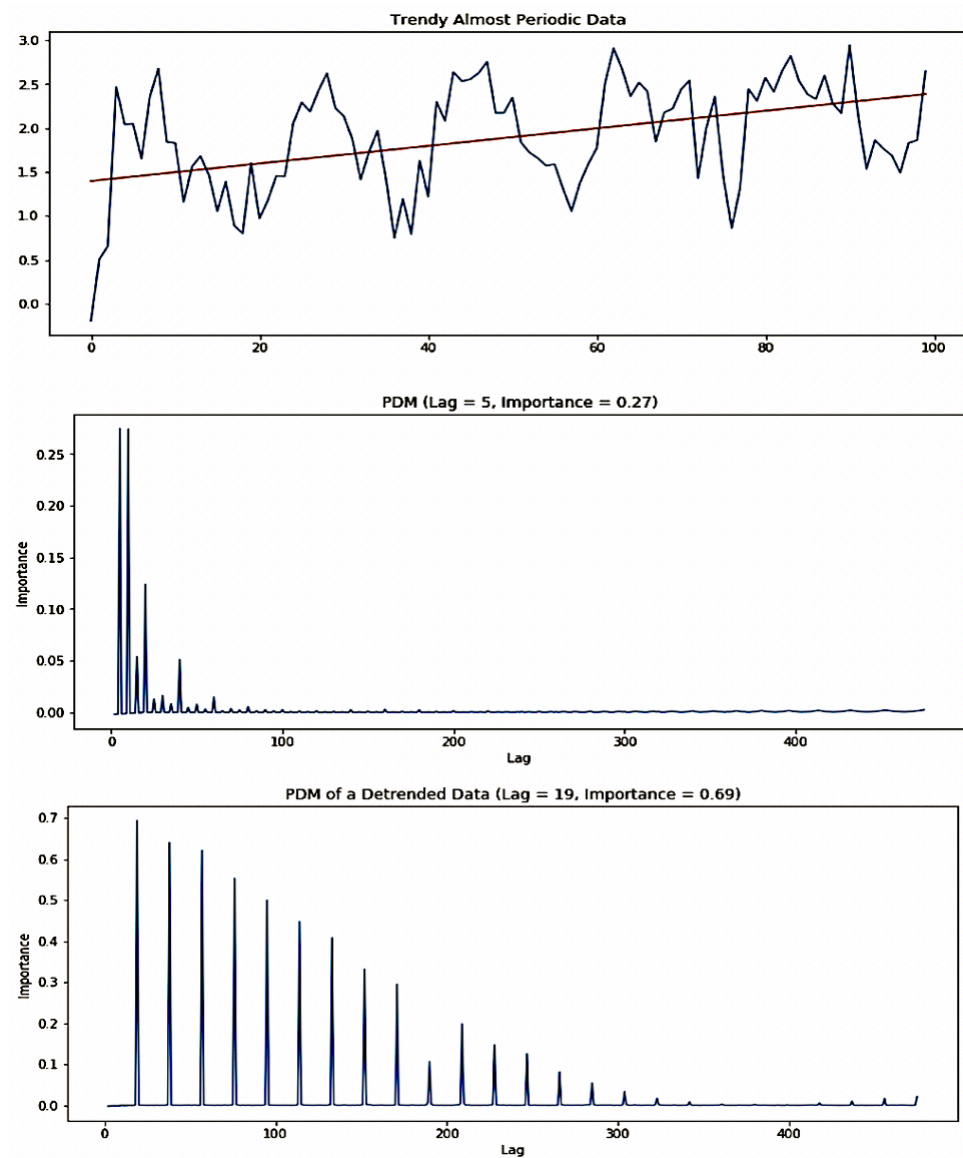 Trendy Almost Periodic Data
3.0
2.5
2.0
1.5
1.0
0.5
0.0
0 20 40 60 80 100
PDM (Lag = 5, Importance = 0.27)
Importance
0.25
0.20
0.15
0.10
0.05
0.00
0 100 200 300 400
Lag
PDM of a Detrended Data (Lag = 19, Importance = 0.69)
Importance
0.7
0.6
0.5
0.4
0.3
0.2
0.1
0.0
0 100 200 300 400
Lag